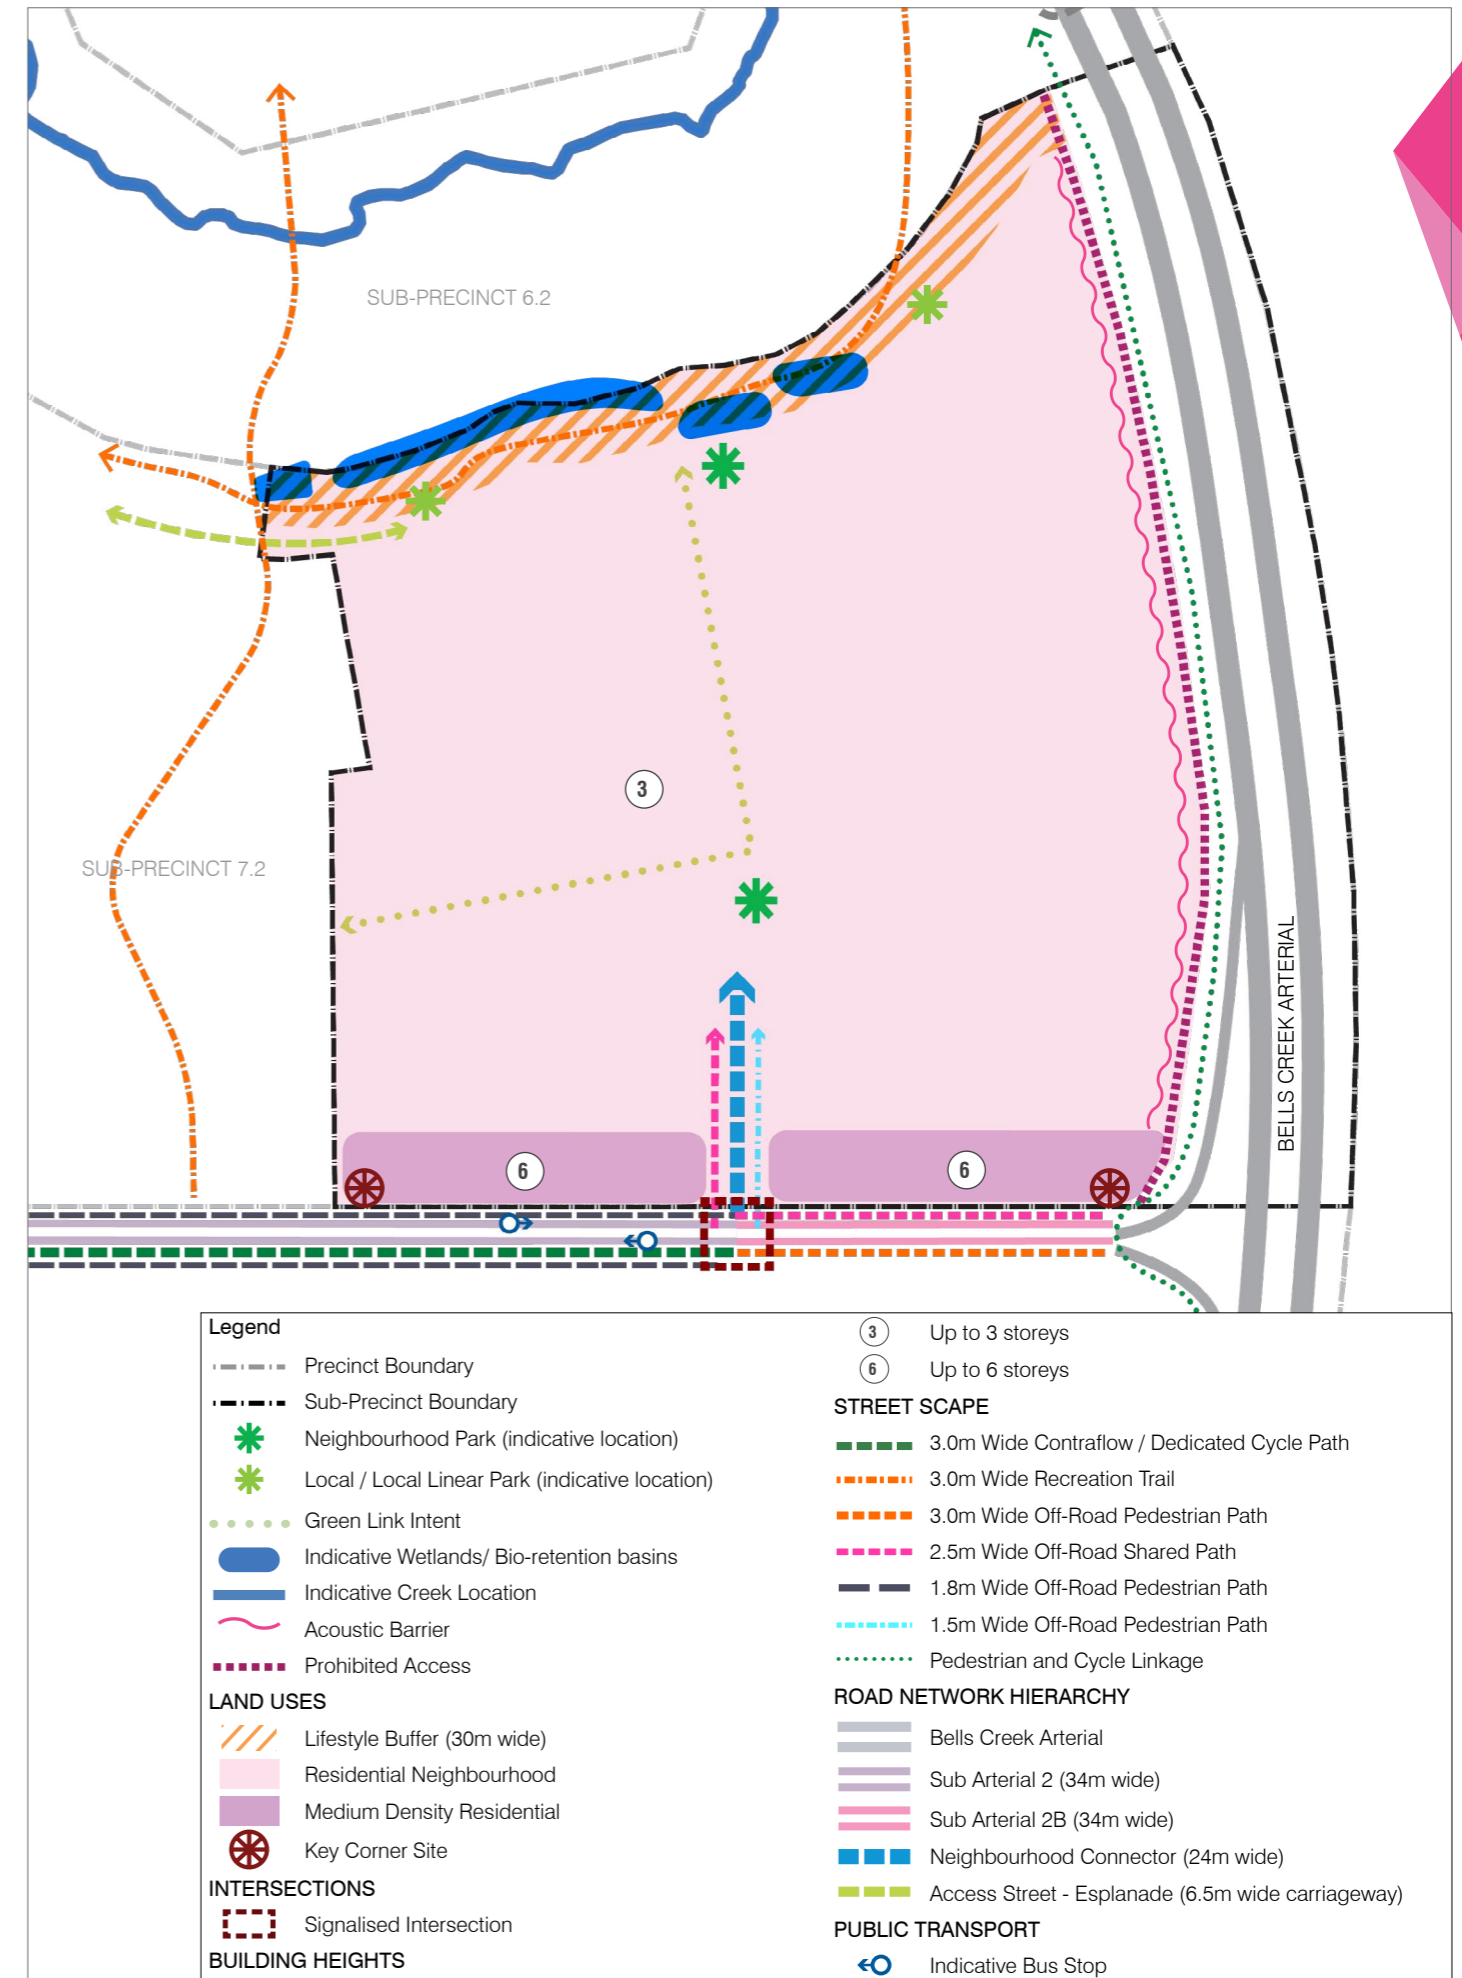 SUB-PRECINCT 6.2
3
SUB-PRECINCT 7.2
BELLS CREEK ARTERIAL
6
6
Legend
Precinct Boundary
Sub-Precinct Boundary
Neighbourhood Park (indicative location)
Local / Local Linear Park (indicative location)
Green Link Intent
Indicative Wetlands/ Bio-retention basins
Indicative Creek Location
Acoustic Barrier
Prohibited Access
LAND USES
Lifestyle Buffer (30m wide)
Residential Neighbourhood
Medium Density Residential
Key Corner Site
INTERSECTIONS
Signalised Intersection
BUILDING HEIGHTS
3 Up to 3 storeys
6 Up to 6 storeys
STREET SCAPE
3.0m Wide Contraflow / Dedicated Cycle Path
3.0m Wide Recreation Trail
3.0m Wide Off-Road Pedestrian Path
2.5m Wide Off-Road Shared Path
1.8m Wide Off-Road Pedestrian Path
1.5m Wide Off-Road Pedestrian Path
Pedestrian and Cycle Linkage
ROAD NETWORK HIERARCHY
Bells Creek Arterial
Sub Arterial 2 (34m wide)
Sub Arterial 2B (34m wide)
Neighbourhood Connector (24m wide)
Access Street - Esplanade (6.5m wide carriageway)
PUBLIC TRANSPORT
Indicative Bus Stop